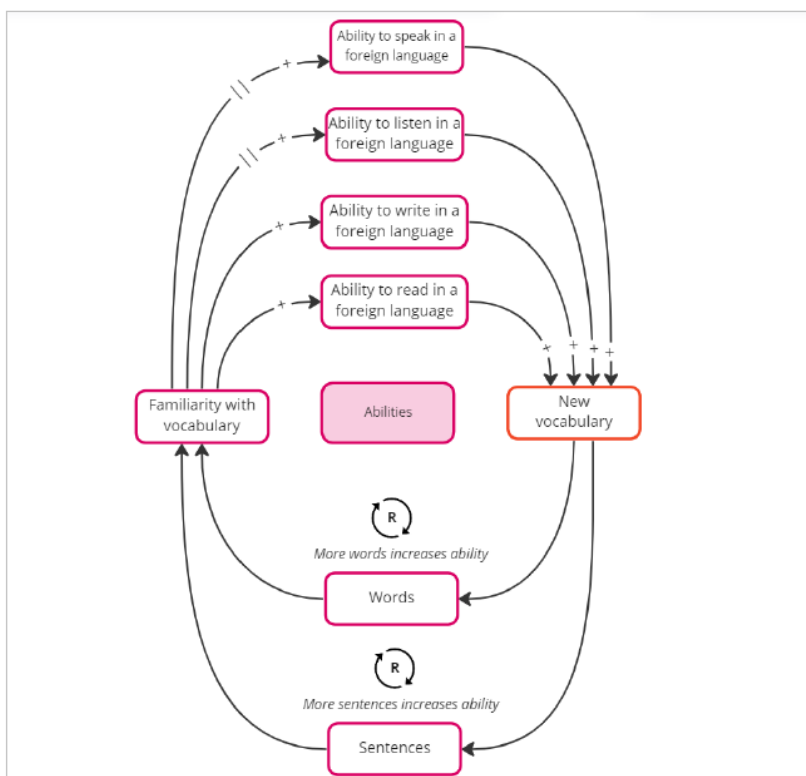 Ability to speak in a
foreign language
+
||
Ability to listen in a
foreign language
+
||
Ability to write in a
foreign language
+
Ability to read in a
foreign language
+
+
+
+
+
Familiarity with
vocabulary
Abilities
New
vocabulary
R
More words increases ability
Words
R
More sentences increases ability
Sentences